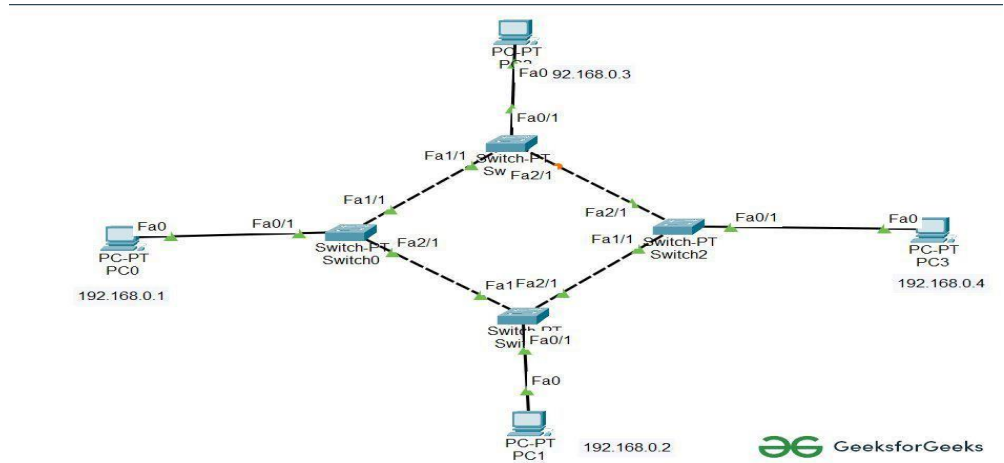 PC-PT
Fa0
92.168.0.3
Fa0/1
Switch-PT
Sw
Fa1/1
Fa2/1
Fa1/1
Fa2/1
Fa0/1
Fa0
Fa0
Fa0/1
Switch-PT
Switch0
Fa2/1
Fa1/1
Switch-PT
Switch2
PC-PT
PC0
PC-PT
PC3
192.168.0.1
192.168.0.4
Fa1
Fa2/1
Fa0/1
Fa0
PC-PT
PC1
192.168.0.2
GeeksforGeeks